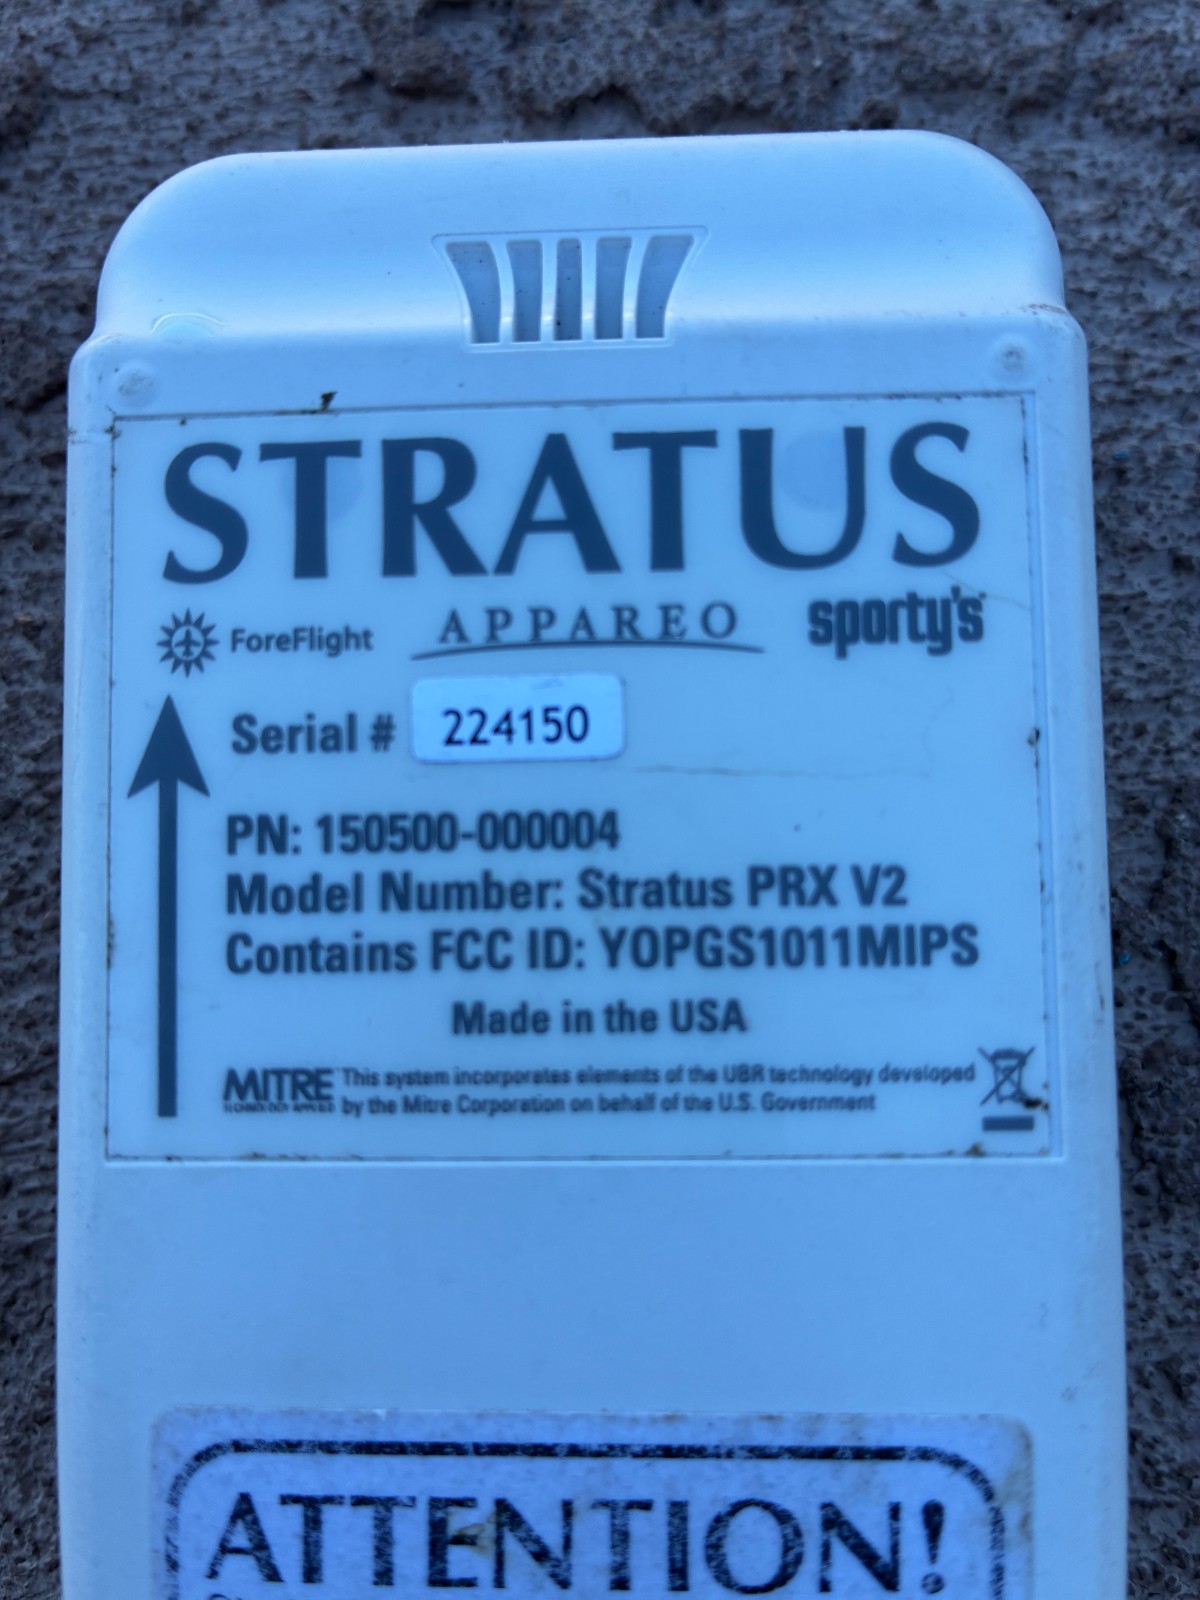 STRATUS
ForeFlight APPAREO sporty's
Serial # 224150
PN: 150500-000004
Model Number: Stratus PRX V2
Contains FCC ID: YOPGS1011MIPS
Made in the USA
MITRE This system incorporates elements of the UBR technology developed
TECHNOLOGY APPLIED by the Mitre Corporation on behalf of the U.S. Government
ATTENTION!